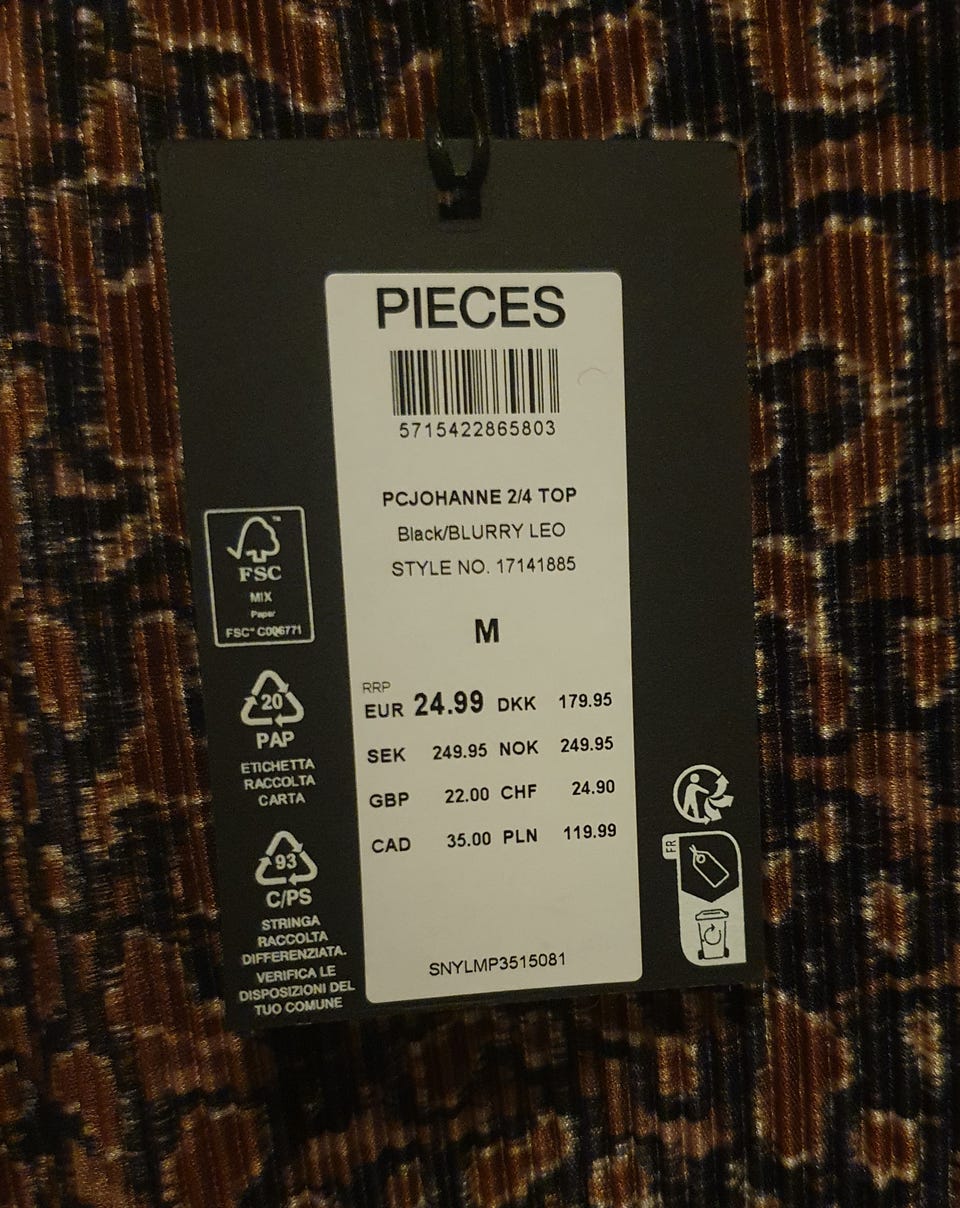 PIECES
5715422865803
PCJOHANNE 2/4 TOP
Black/BLURRY LEO
STYLE NO. 17141885
M
RRP
EUR 24.99 DKK 179.95
SEK 249.95 NOK 249.95
GBP 22.00 CHF 24.90
CAD 35.00 PLN 119.99
SNYLMP3515081
™
FSC
MIX
Paper
FSC® C006771
20
PAP
ETICHETTA
RACCOLTA
CARTA
93
C/PS
STRINGA
RACCOLTA
DIFFERENZIATA.
VERIFICA LE
DISPOSIZIONI DEL
TUO COMUNE
FR